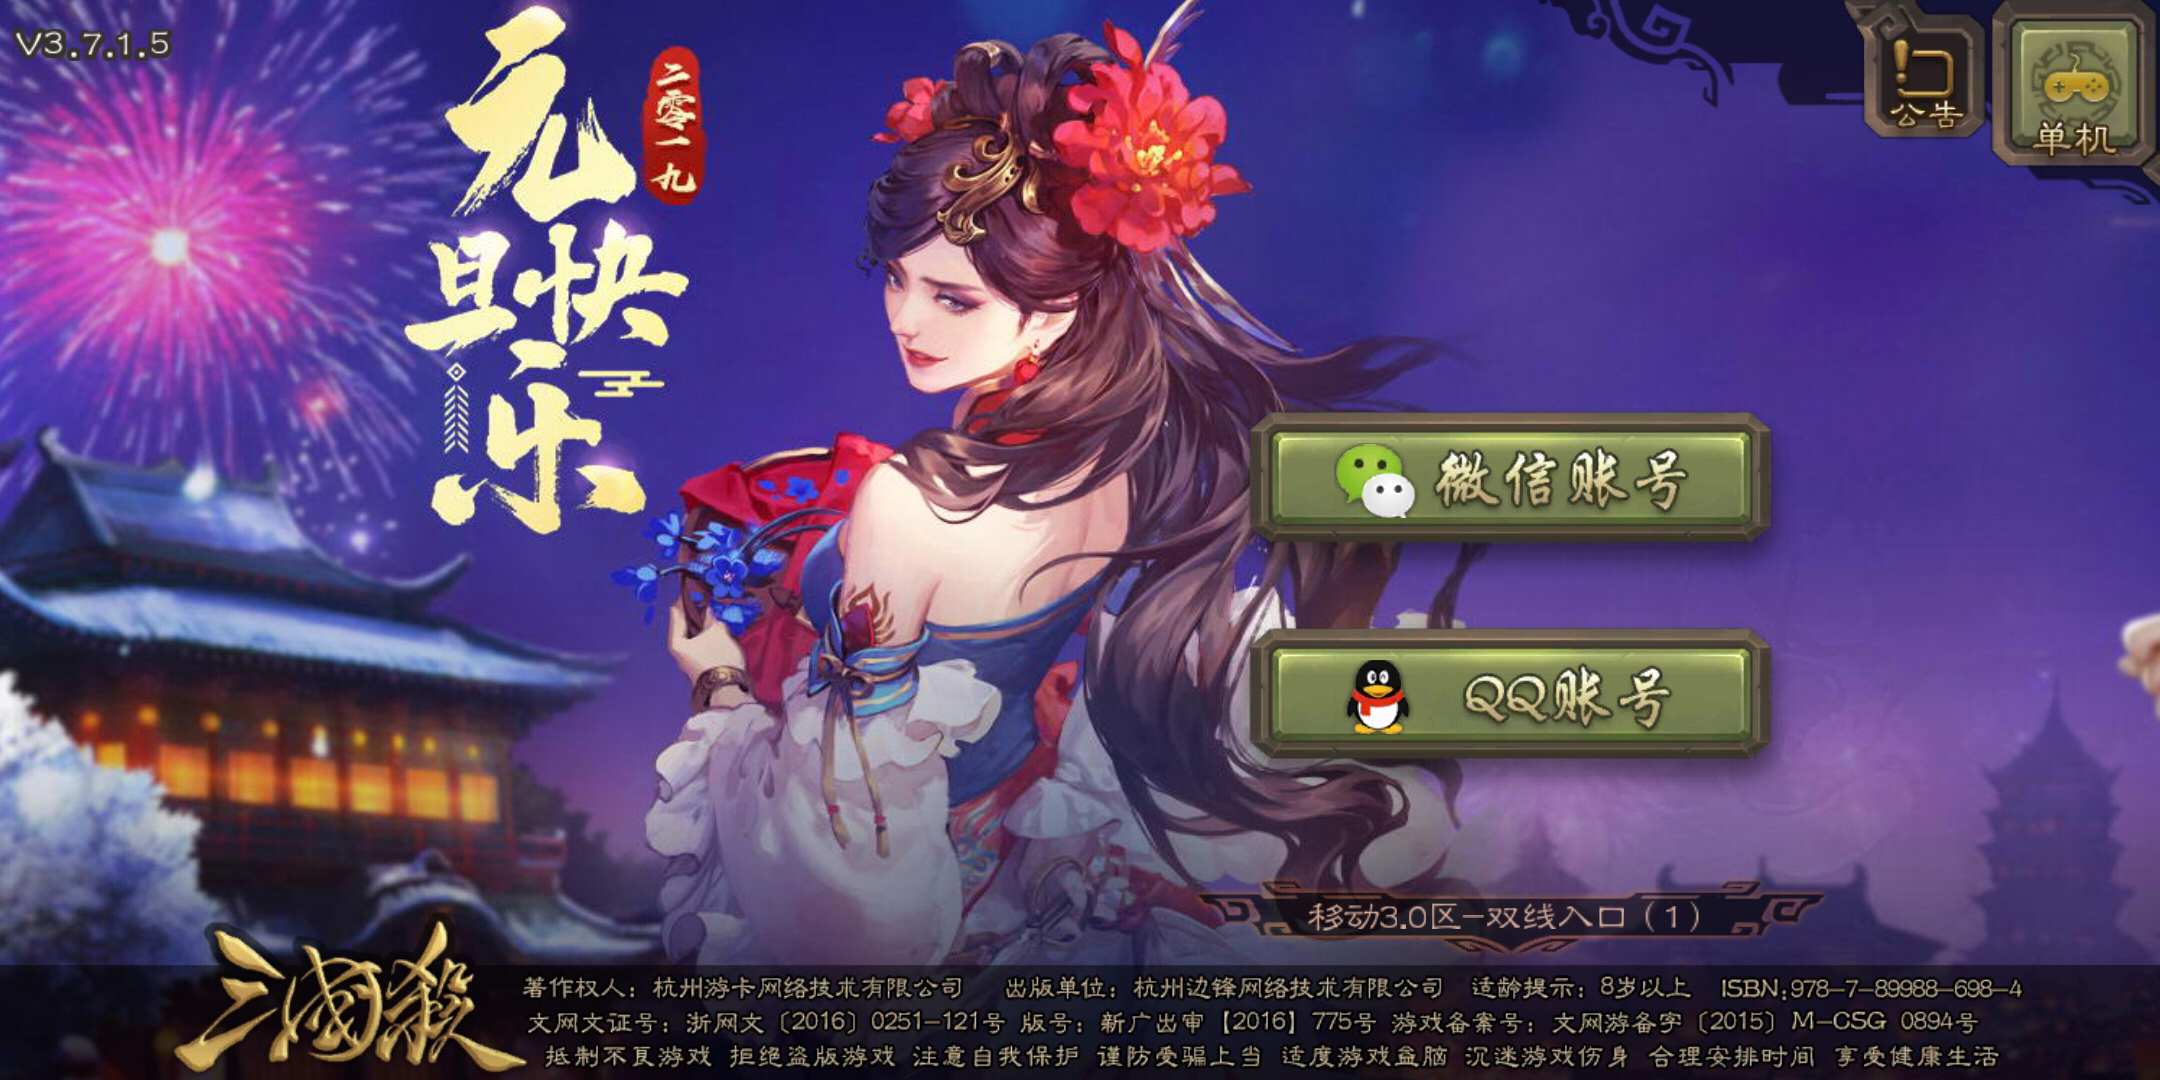 V3.7.1.5
元旦快乐
二零一九
公告
单机
微信账号
QQ账号
移动3.0区-双线入口（1）
三國殺
著作权人：杭州游卡网络技术有限公司 出版单位：杭州边锋网络技术有限公司 适龄提示：8岁以上 ISBN:978-7-89988-698-4
文网文证号：浙网文〔2016〕0251-121号 版号：新广出审【2016】775号 游戏备案号：文网游备字〔2015〕M-CSG 0894号
抵制不良游戏 拒绝盗版游戏 注意自我保护 谨防受骗上当 适度游戏益脑 沉迷游戏伤身 合理安排时间 享受健康生活